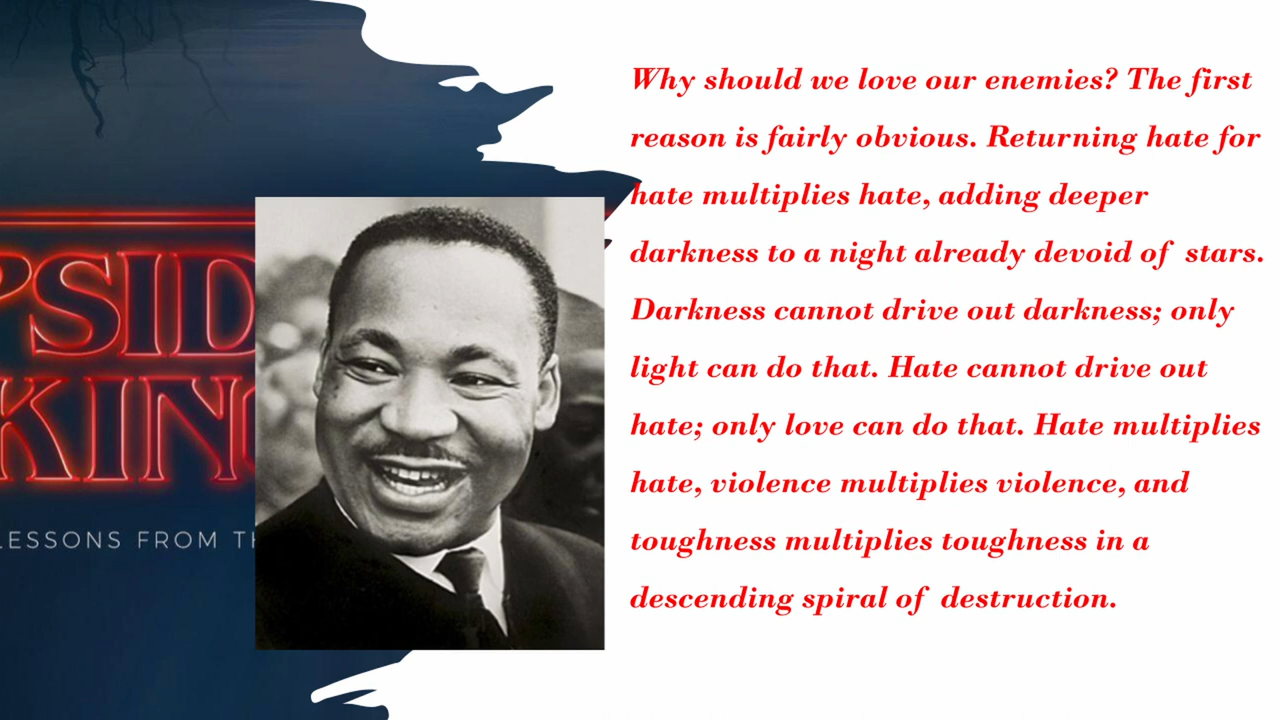 PSID
KING
LESSONS FROM TH
Why should we love our enemies? The first
reason is fairly obvious. Returning hate for
hate multiplies hate, adding deeper
darkness to a night already devoid of stars.
Darkness cannot drive out darkness; only
light can do that. Hate cannot drive out
hate; only love can do that. Hate multiplies
hate, violence multiplies violence, and
toughness multiplies toughness in a
descending spiral of destruction.